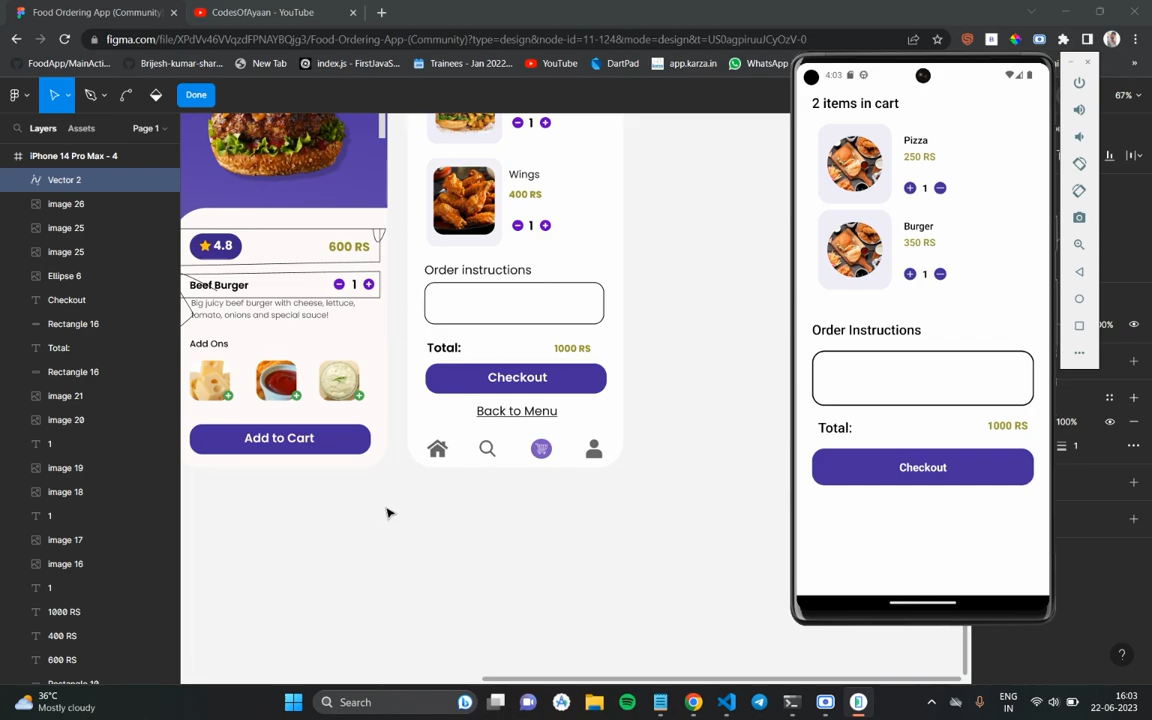 Food Ordering App (Community)
CodesOfAyaan - YouTube
figma.com/file/XPdVv46VVqzdFPNAYBQjg3/Food-Ordering-App-(Community)?type=design&node-id=11-124&mode=design&t=US0agpiruuJCyOzV-0
FoodApp/MainActi...
Brijesh-kumar-shar...
New Tab
index.js - FirstJavaS...
Trainees - Jan 2022...
YouTube
DartPad
app.karza.in
WhatsApp
Done
67%
Layers
Assets
Page 1
iPhone 14 Pro Max - 4
Vector 2
image 26
image 25
image 25
Ellipse 6
Checkout
Rectangle 16
Total:
Rectangle 16
image 21
image 20
1
image 19
image 18
1
image 17
image 16
1
1000 RS
400 RS
600 RS
4.8
600 RS
Beef Burger
1
Big juicy beef burger with cheese, lettuce,
tomato, onions and special sauce!
Add Ons
Add to Cart
1
Wings
400 RS
1
Order instructions
Total:
1000 RS
Checkout
Back to Menu
4:03
2 items in cart
Pizza
250 RS
1
Burger
350 RS
1
Order Instructions
Total:
1000 RS
Checkout
100%
1
36°C
Mostly cloudy
Search
ENG
IN
16:03
22-06-2023